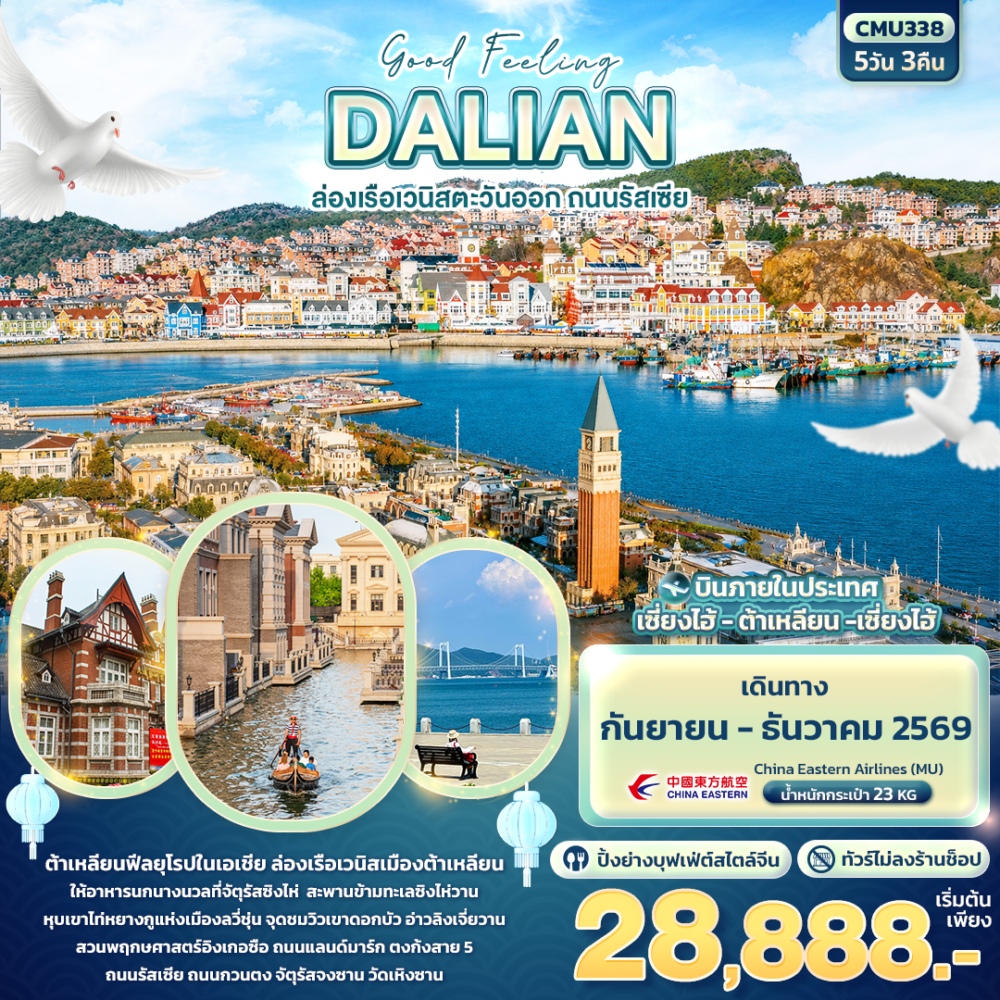 CMU338
5วัน 3คืน
Good Feeling
DALIAN
ล่องเรือเวนิสตะวันออก ถนนรัสเซีย
บินภายในประเทศ
เซี่ยงไฮ้ - ต้าเหลียน -เซี่ยงไฮ้
เดินทาง
กันยายน - ธันวาคม 2569
China Eastern Airlines (MU)
中國東方航空
CHINA EASTERN
น้ำหนักกระเป๋า 23 KG
ปิ้งย่างบุฟเฟ่ต์สไตล์จีน
ทัวร์ไม่ลงร้านช็อป
เริ่มต้น
เพียง
28,888.-
ต้าเหลียนฟีลยุโรปในเอเชีย ล่องเรือเวนิสเมืองต้าเหลียน
ให้อาหารนกนางนวลที่จัตุรัสซิงไห่ สะพานข้ามทะเลซิงไห่วาน
หุบเขาไท่หยางกูแห่งเมืองลวี่ซุ่น จุดชมวิวเขาดอกบัว อ่าวลิงเจี่ยวาน
สวนพฤกษศาสตร์อิงเกอซือ ถนนแลนด์มาร์ก ตงก้งสาย 5
ถนนรัสเซีย ถนนกวนตง จัตุรัสจงซาน วัดเหิงซาน